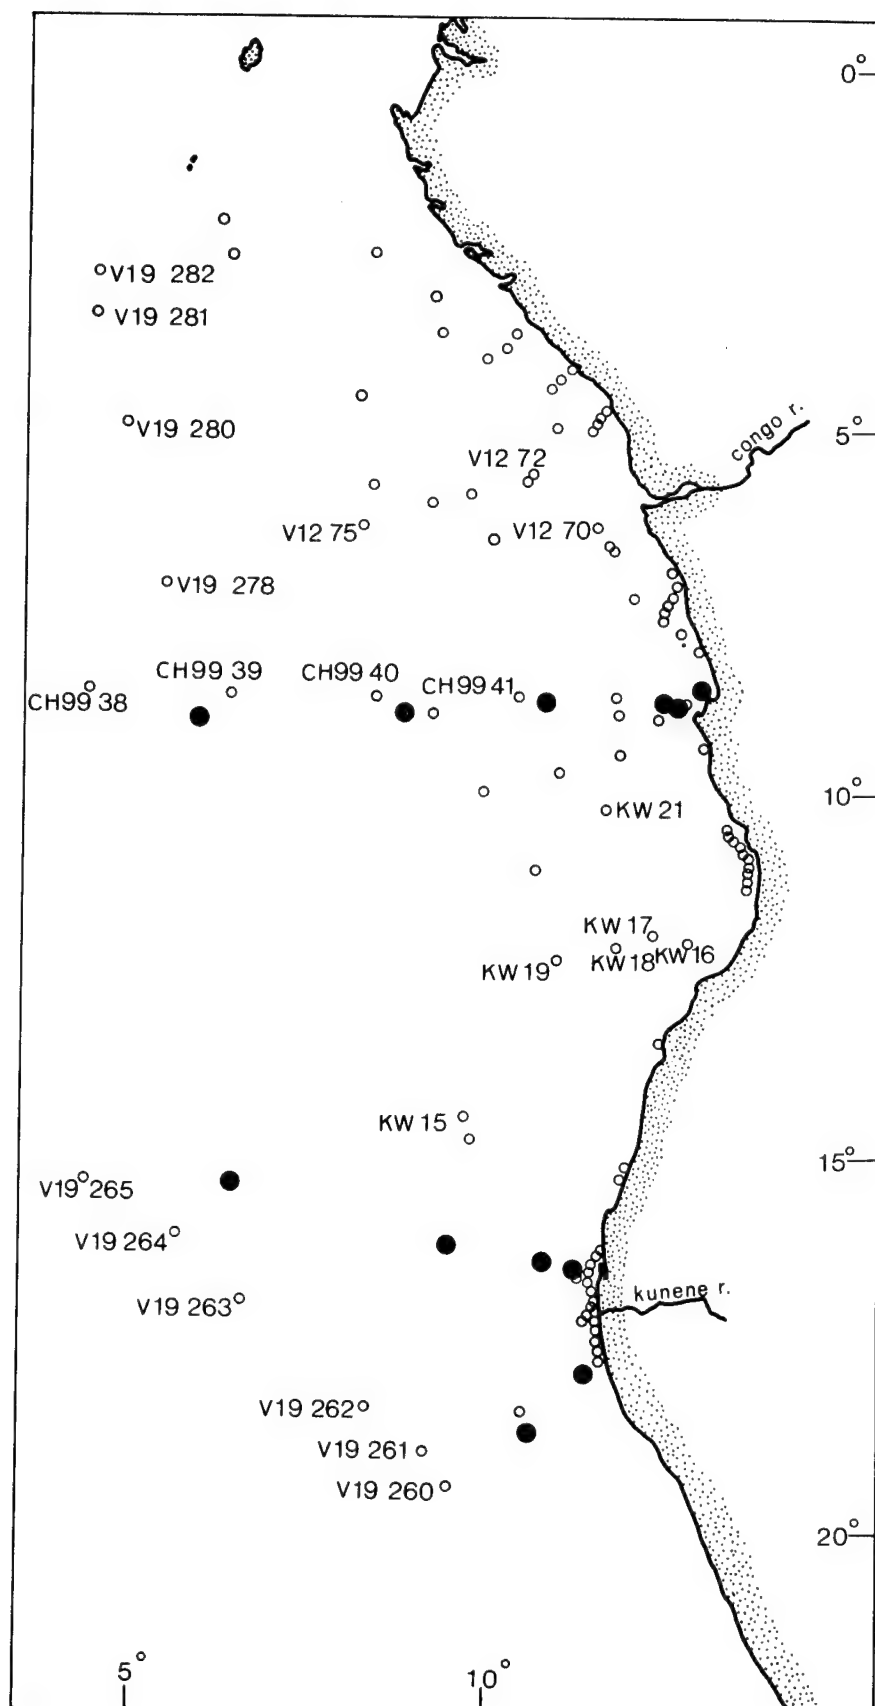 0°
V19 282
V19 281
congo r.
V19 280
5°
V12 72
V12 75
V12 70
V19 278
CH99 39
CH99 40
CH99 41
CH99 38
10°
KW 21
KW 17
KW 19
KW 18
KW 16
KW 15
15°
V19 265
V19 264
kunene r.
V19 263
V19 262
V19 261
V19 260
20°
5°
10°